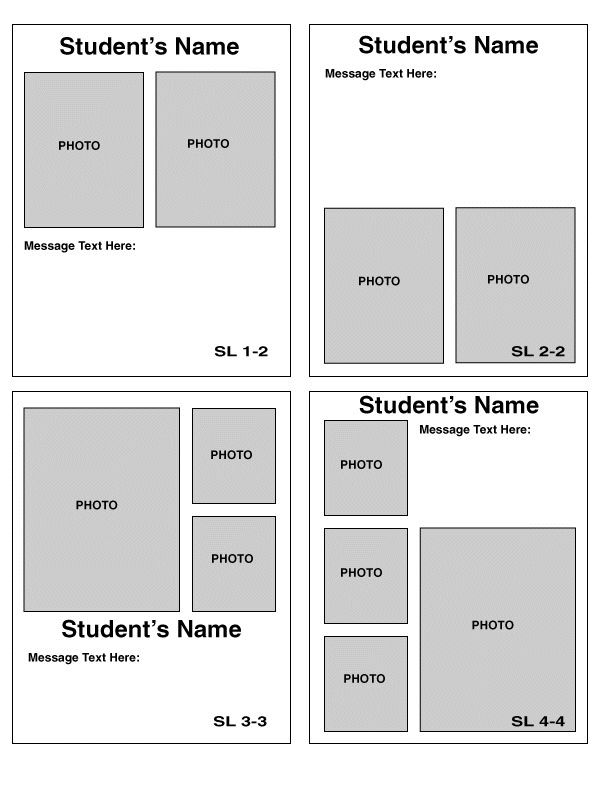 Student's Name
PHOTO
PHOTO
Message Text Here:
SL 1-2
Student's Name
Message Text Here:
PHOTO
PHOTO
SL 2-2
PHOTO
PHOTO
PHOTO
Student's Name
Message Text Here:
SL 3-3
Student's Name
Message Text Here:
PHOTO
PHOTO
PHOTO
PHOTO
SL 4-4